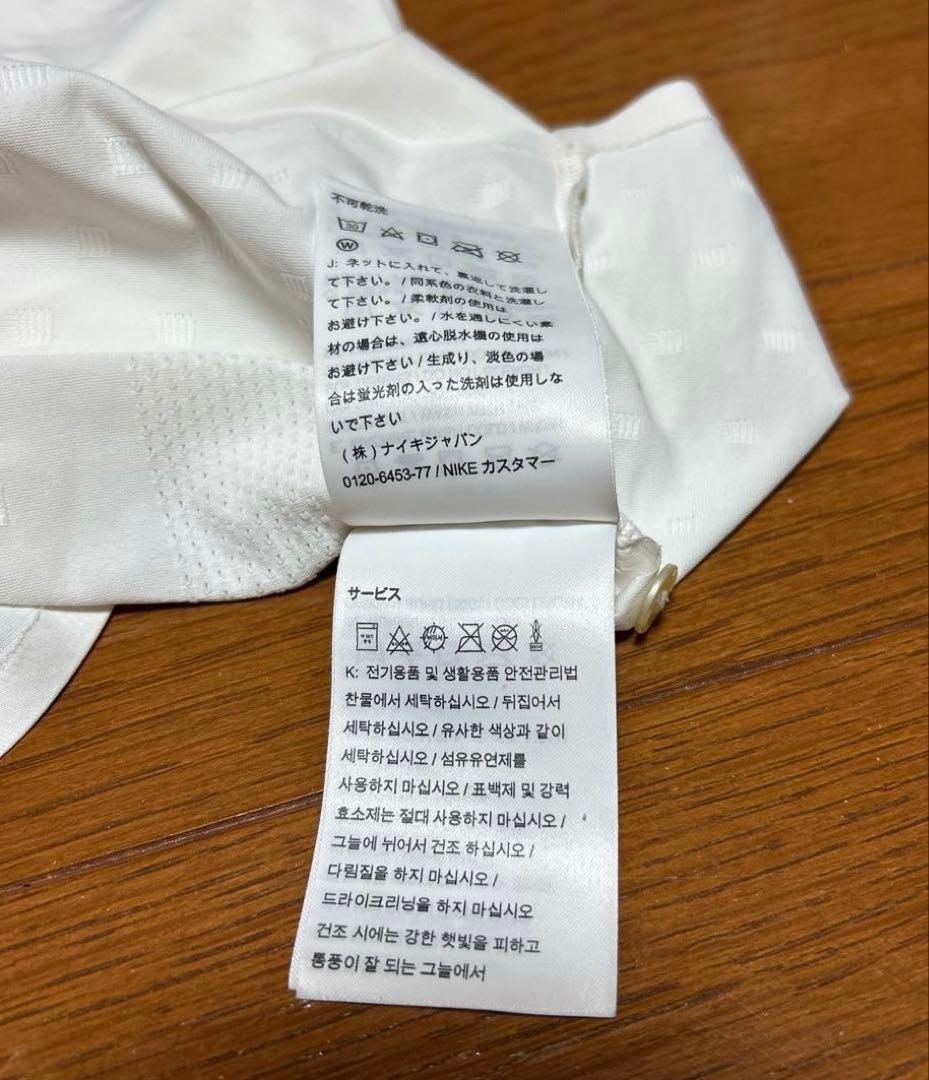 不可乾洗
30
W
J: ネットに入れて、裏返して洗濯し
て下さい。/ 同系色の衣料と洗濯し
て下さい。/ 柔軟剤の使用は
お避け下さい。/ 水を通しにくい素
材の場合は、遠心脱水機の使用は
お避け下さい / 生成り、淡色の場
合は蛍光剤の入った洗剤は使用しな
いで下さい
(株)ナイキジャパン
0120-6453-77 / NIKE カスタマー
サービス
K: 전기용품 및 생활용품 안전관리법
찬물에서 세탁하십시오 / 뒤집어서
세탁하십시오 / 유사한 색상과 같이
세탁하십시오 / 섬유유연제를
사용하지 마십시오 / 표백제 및 강력
효소제는 절대 사용하지 마십시오 /
그늘에 뉘어서 건조 하십시오 /
다림질을 하지 마십시오 /
드라이크리닝을 하지 마십시오
건조 시에는 강한 햇빛을 피하고
통풍이 잘 되는 그늘에서